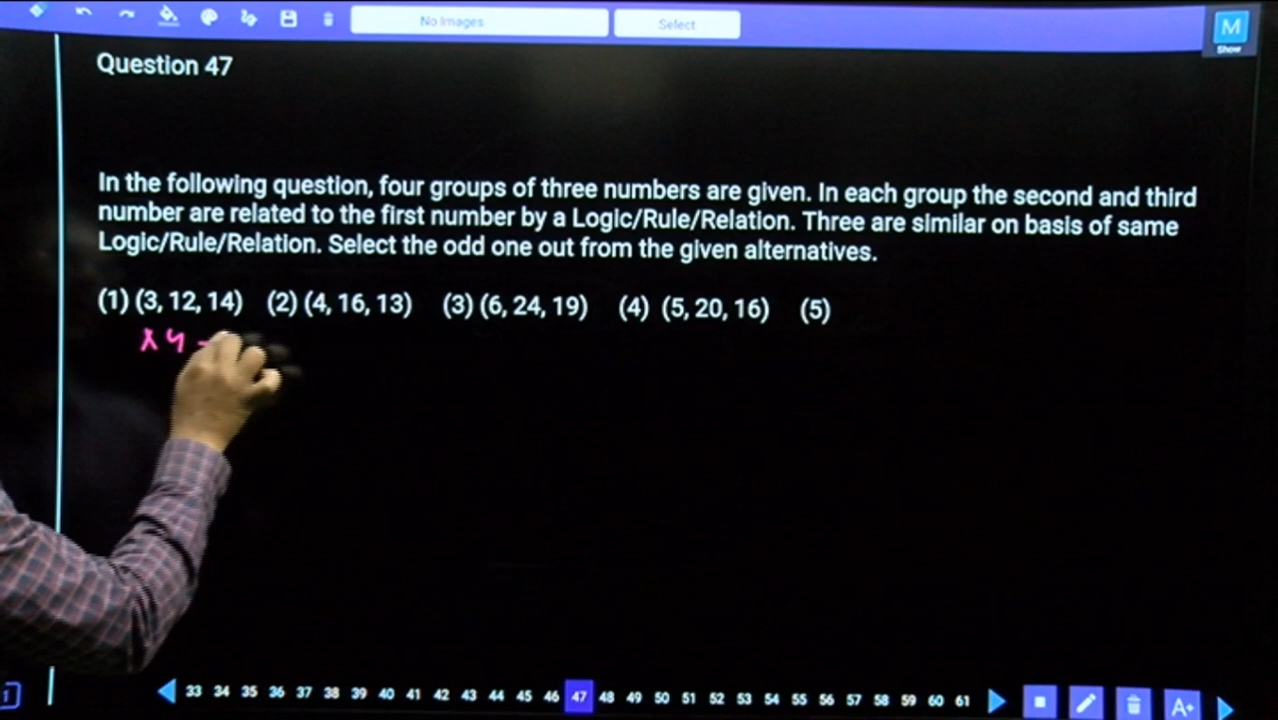 No Images Select
M
Show
Question 47
In the following question, four groups of three numbers are given. In each group the second and third
number are related to the first number by a Logic/Rule/Relation. Three are similar on basis of same
Logic/Rule/Relation. Select the odd one out from the given alternatives.
(1) (3, 12, 14) (2) (4, 16, 13) (3) (6, 24, 19) (4) (5, 20, 16) (5)
x 4 -
1 33 34 35 36 37 38 39 40 41 42 43 44 45 46 47 48 49 50 51 52 53 54 55 56 57 58 59 60 61 A+